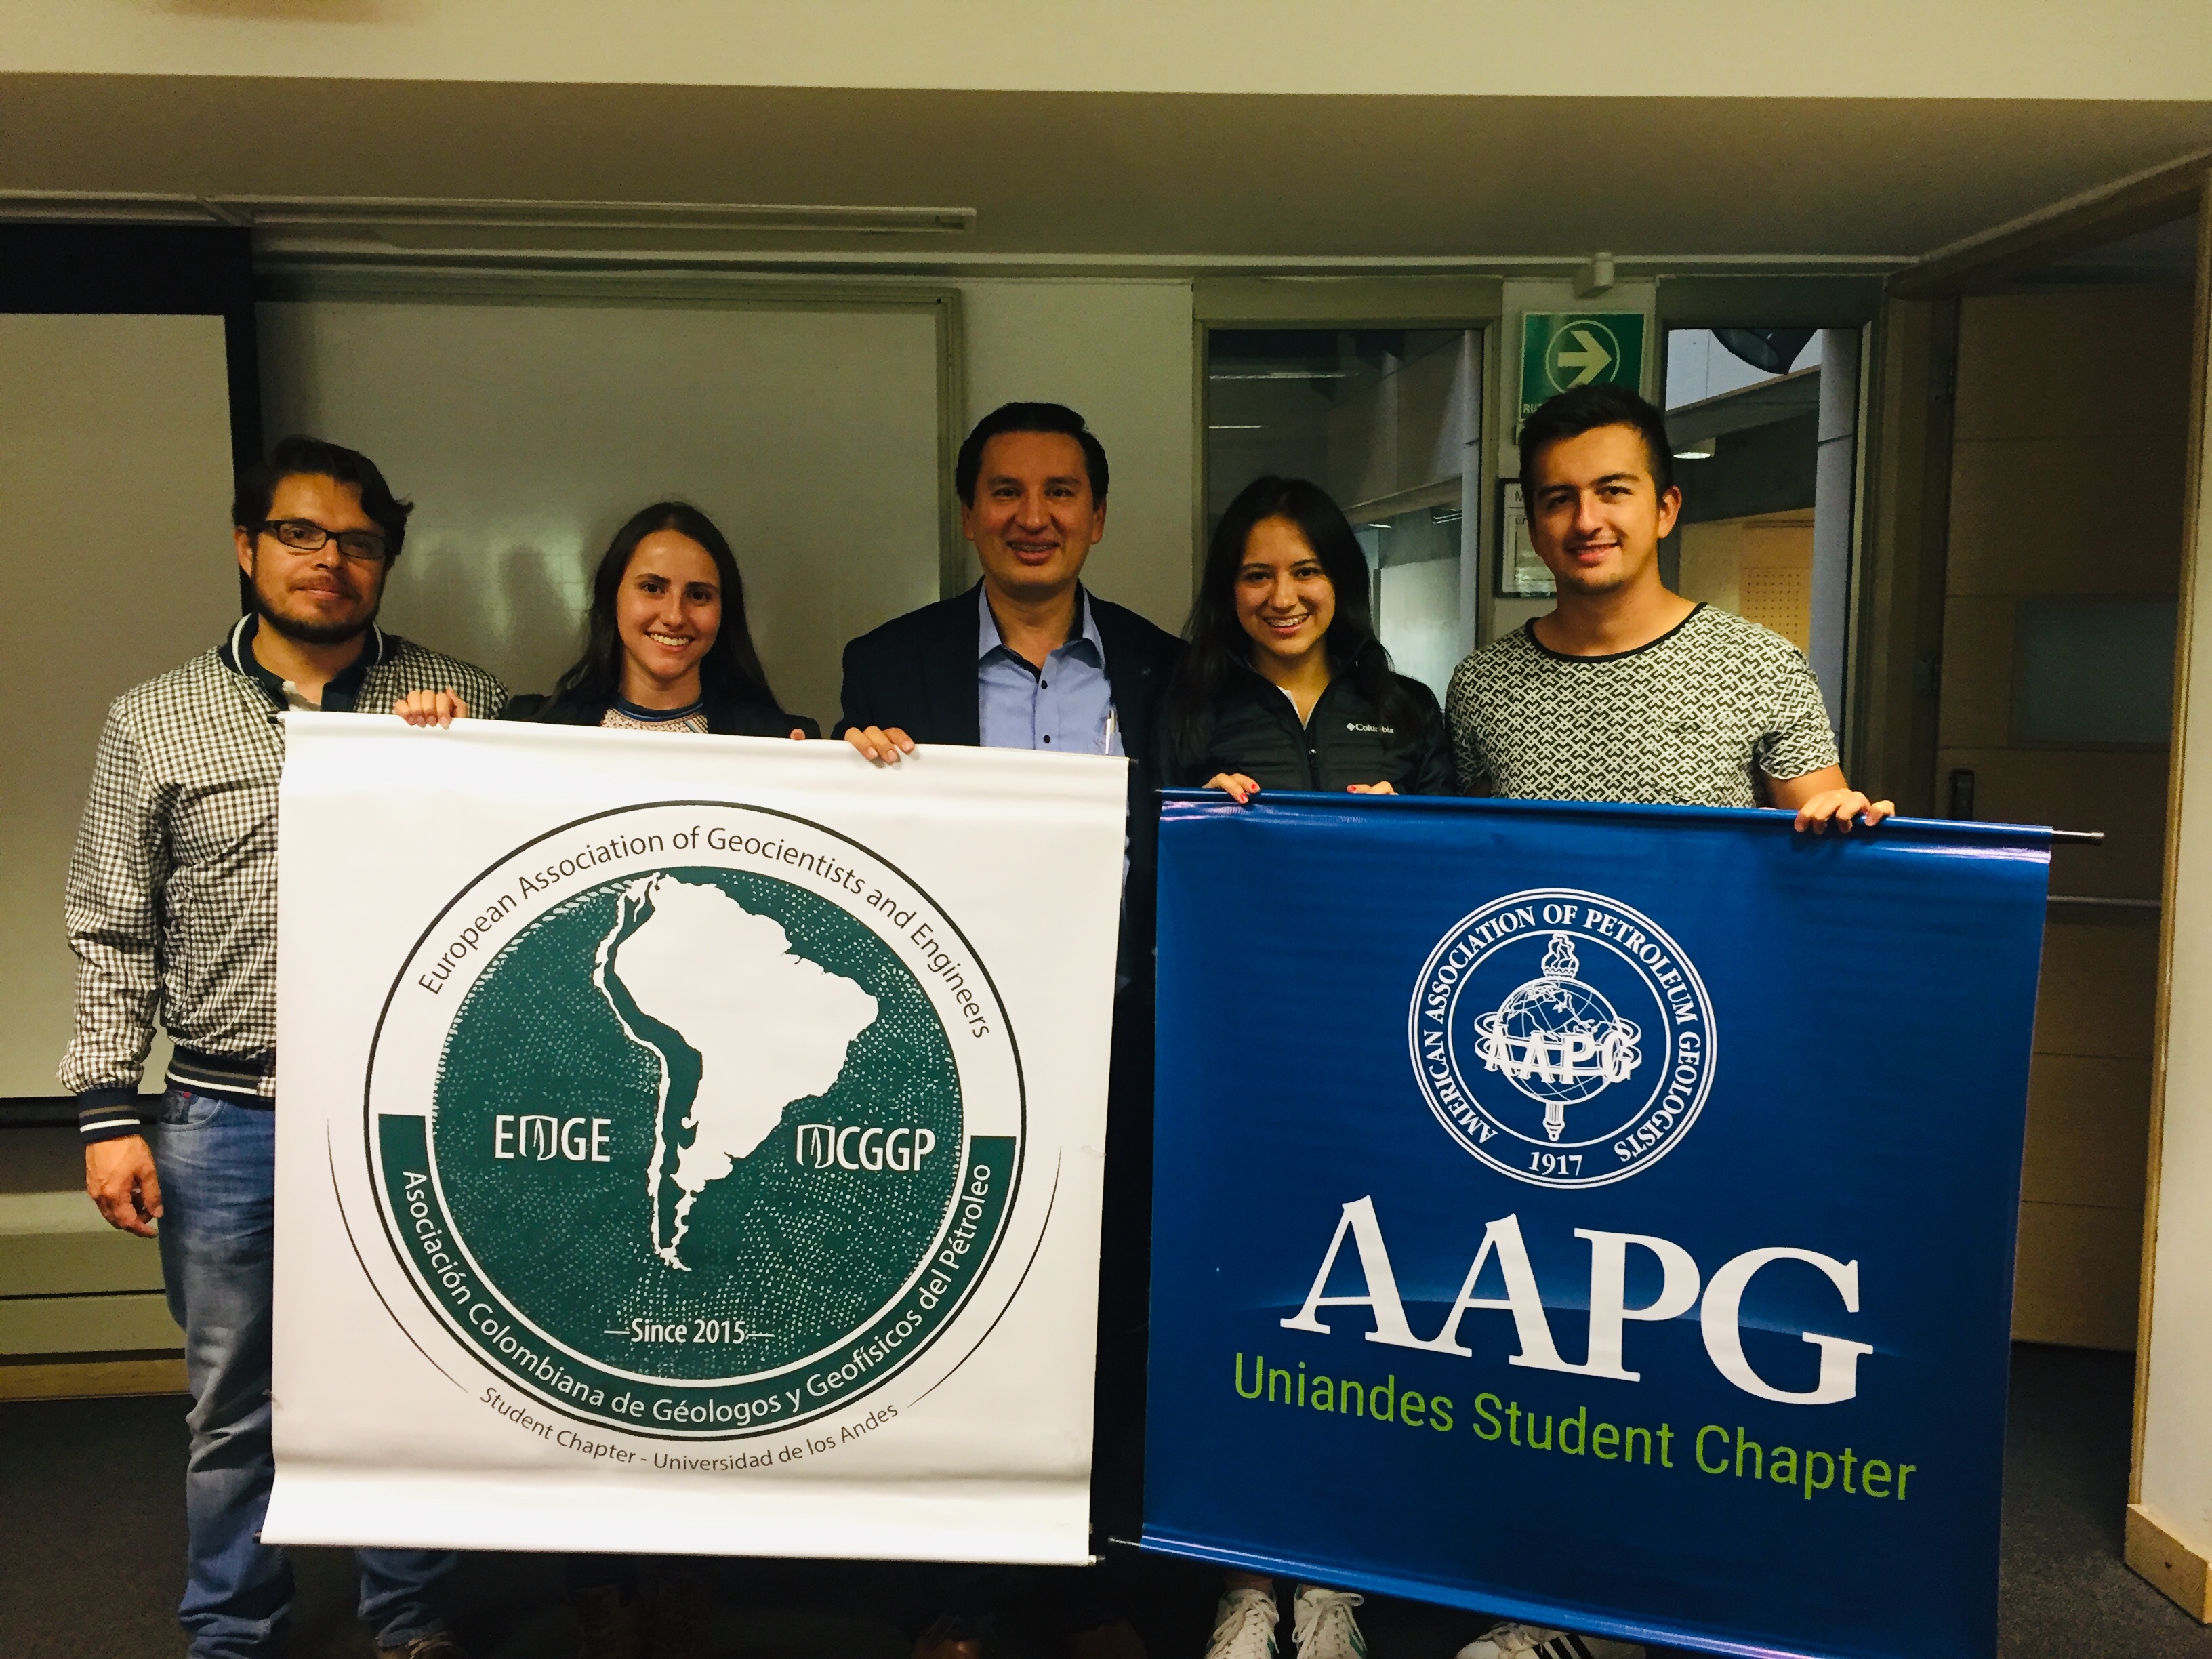 European Association of Geocientists and Engineers
EAGE
ACGGP
Since 2015
Asociación Colombiana de Géologos y Geofísicos del Pétroleo
Student Chapter - Universidad de los Andes
Columbia
AMERICAN ASSOCIATION OF PETROLEUM GEOLOGISTS
AAPG
1917
AAPG
Uniandes Student Chapter